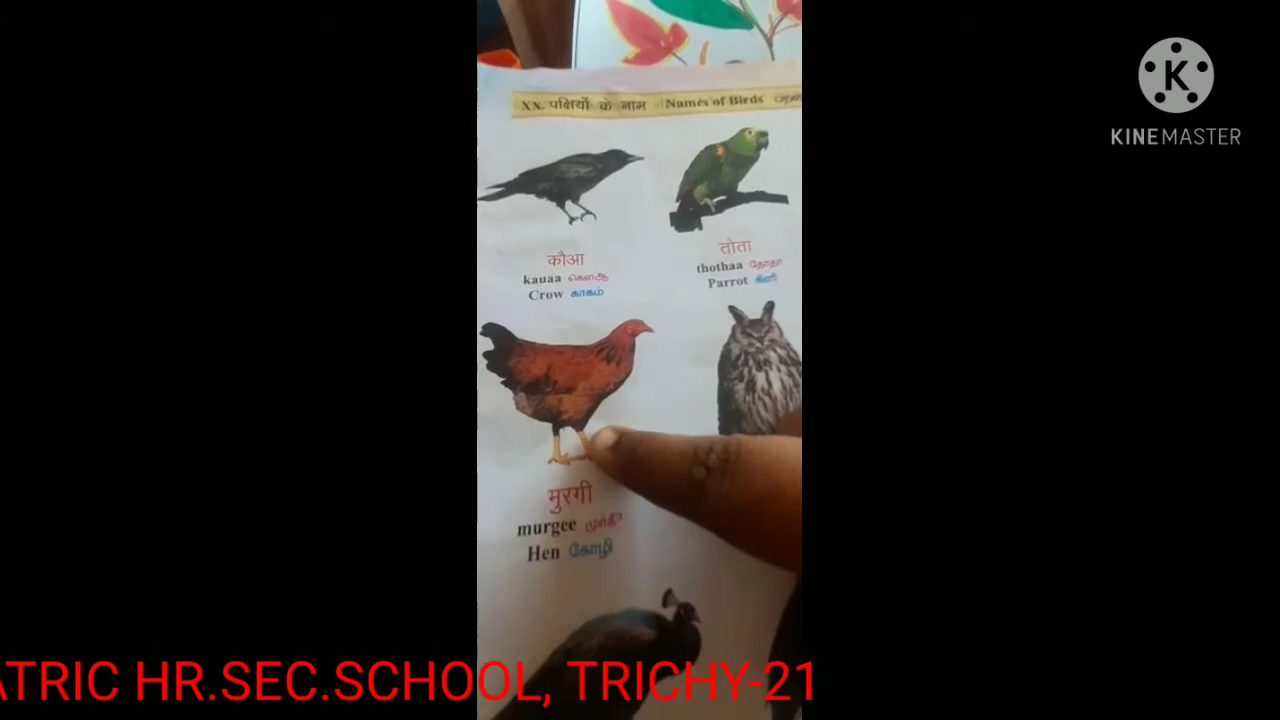 XX. पक्षियों के नाम Names of Birds
कौआ
kauaa கௌஆ
Crow காகம்
तोता
thothaa தோதா
Parrot கிளி
मुरगी
murgee முர்கீ
Hen கோழி
ATRIC HR.SEC.SCHOOL, TRICHY-21
K
KINEMASTER